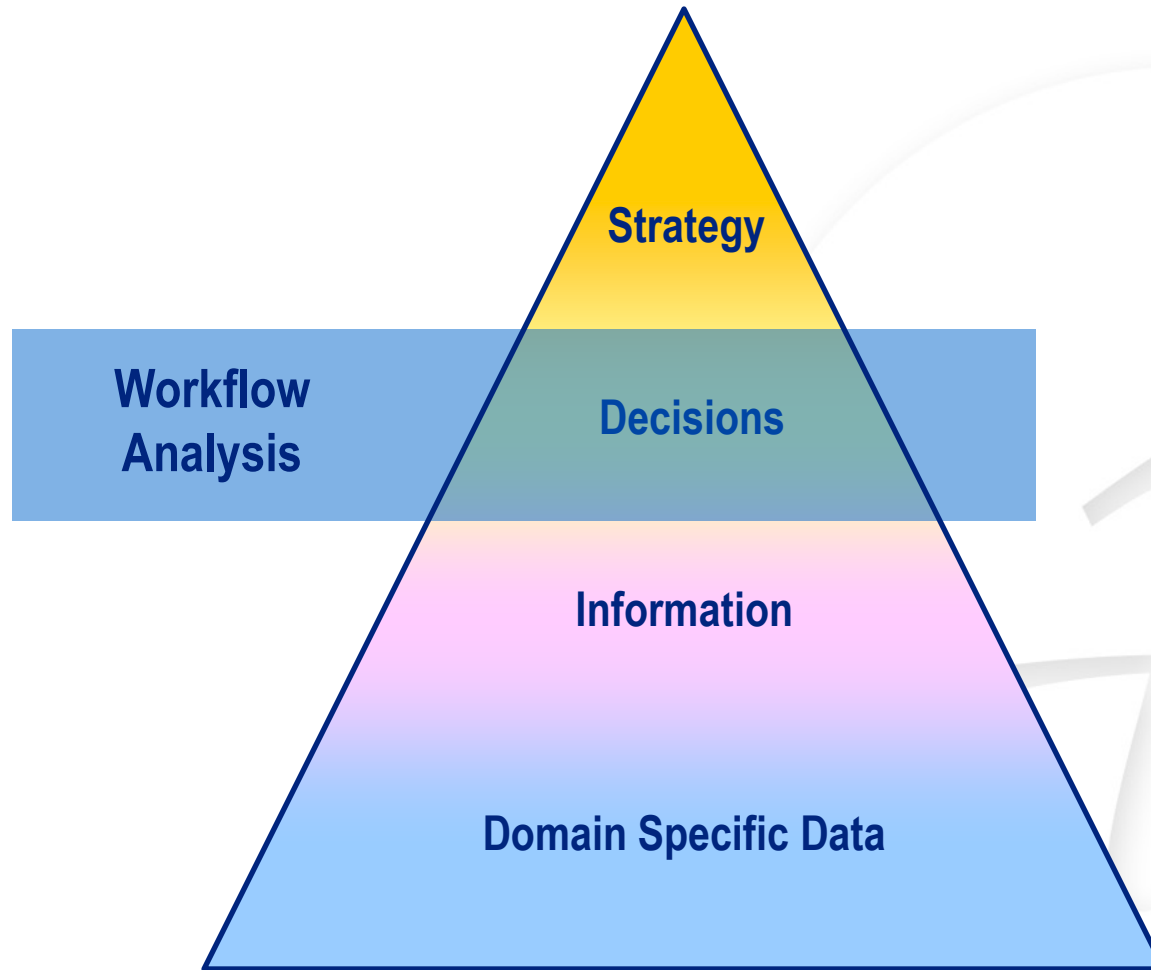 Strategy
Workflow
Analysis
Decisions
Information
Domain Specific Data